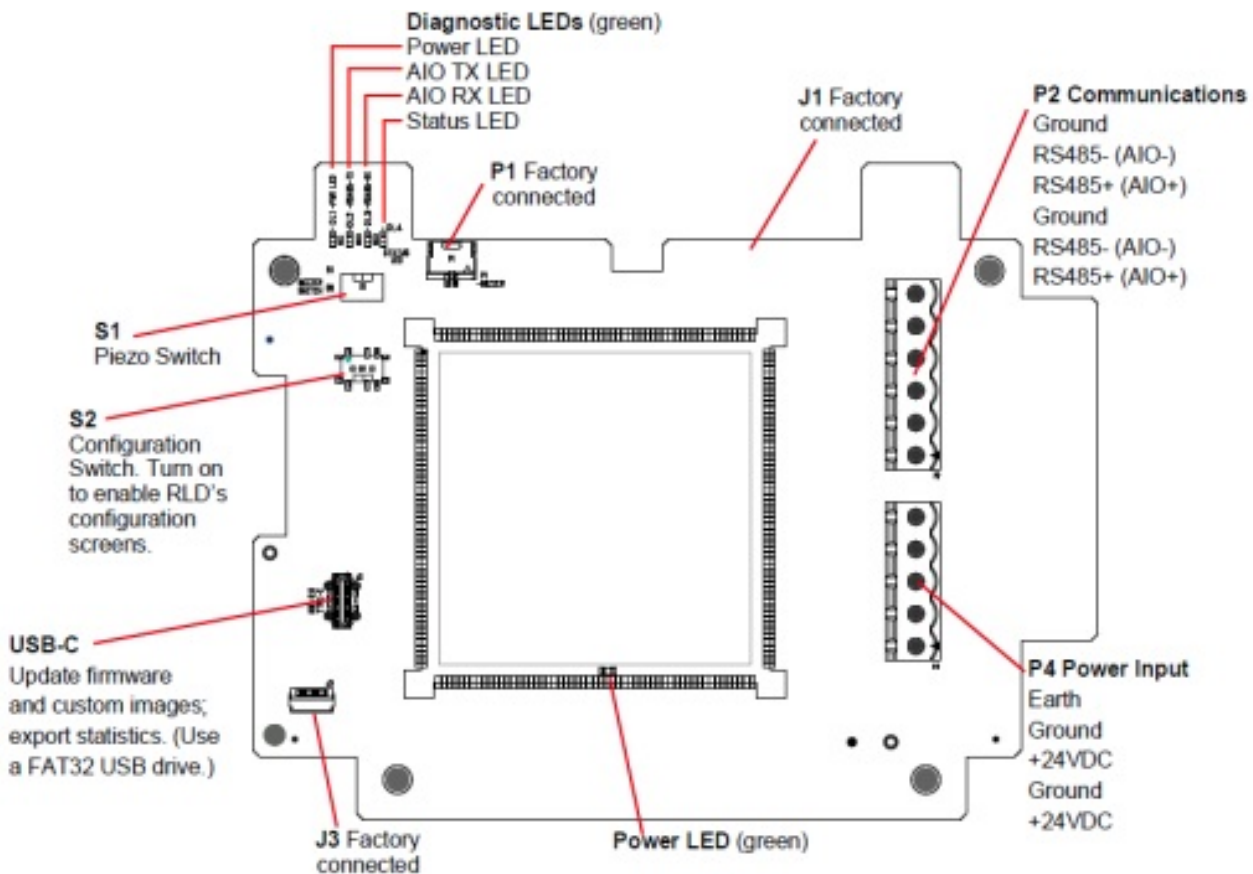 Diagnostic LEDs (green)
Power LED
AIO TX LED
AIO RX LED
Status LED
J1 Factory
connected
P2 Communications
Ground
RS485- (AIO-)
RS485+ (AIO+)
Ground
RS485- (AIO-)
RS485+ (AIO+)
P1 Factory
connected
S1
Piezo Switch
S2
Configuration
Switch. Turn on
to enable RLD's
configuration
screens.
USB-C
Update firmware
and custom images;
export statistics. (Use
a FAT32 USB drive.)
J3 Factory
connected
Power LED (green)
P4 Power Input
Earth
Ground
+24VDC
Ground
+24VDC